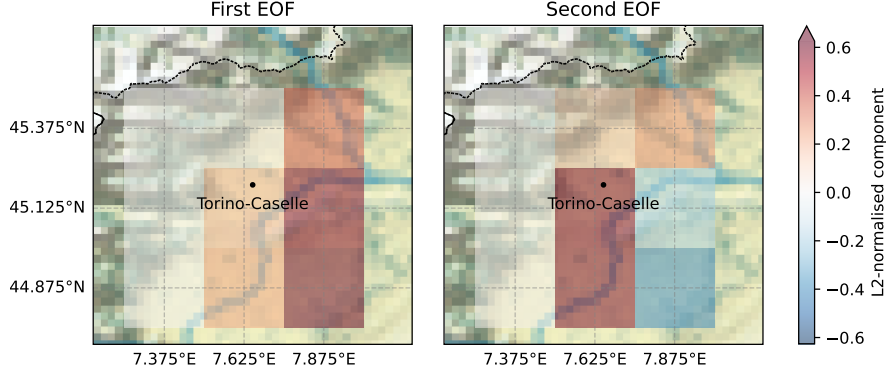 First EOF
Second EOF
45.375°N
45.125°N
44.875°N
Torino-Caselle
Torino-Caselle
7.375°E 7.625°E 7.875°E
7.375°E 7.625°E 7.875°E
0.6
0.4
0.2
0.0
−0.2
−0.4
−0.6
L2-normalised component